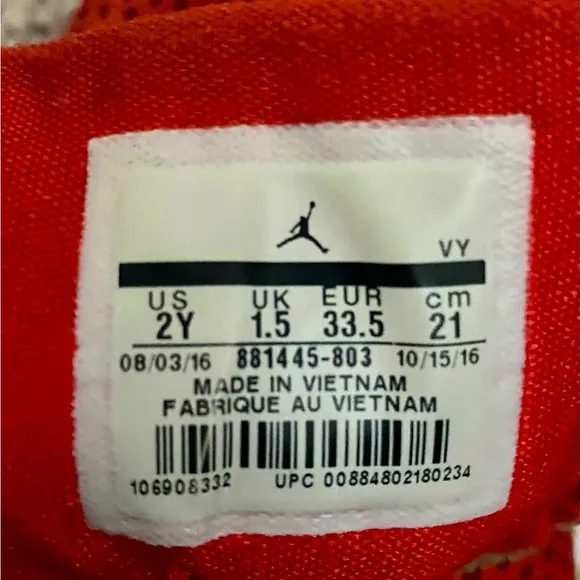 VY
US UK EUR cm
2Y 1.5 33.5 21
08/03/16 881445-803 10/15/16
MADE IN VIETNAM
FABRIQUE AU VIETNAM
106908332 UPC 00884802180234